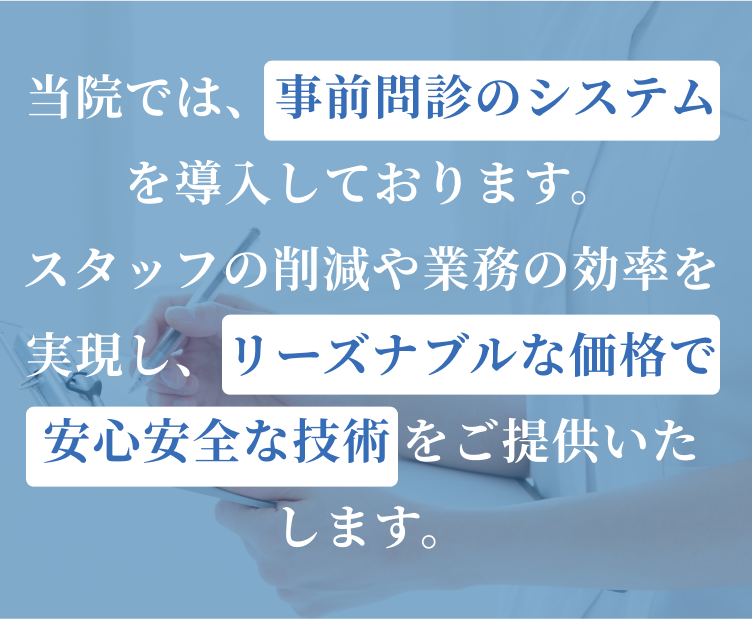 当院では、事前問診のシステム
を導入しております。
スタッフの削減や業務の効率を
実現し、リーズナブルな価格で
安心安全な技術をご提供いた
します。